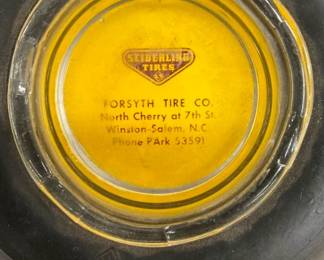 SEIBERLING
TIRES
FORSYTH TIRE CO.
North Cherry at 7th St.
Winston-Salem, N.C.
Phone PArk 53591